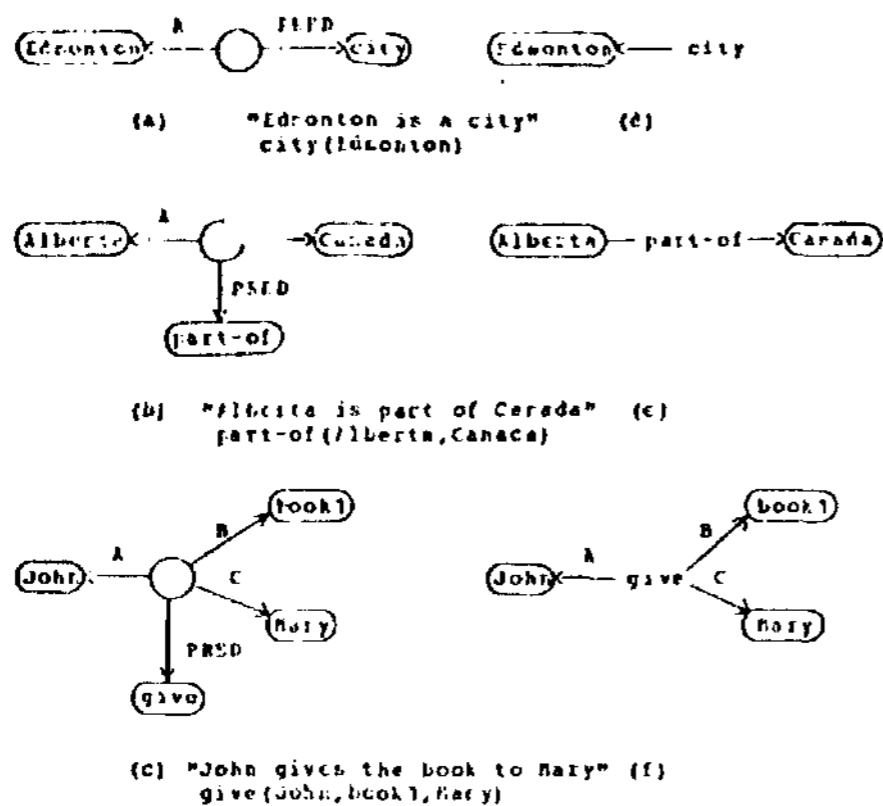 A PRED
Edmonton city Edmonton city
(a) "Edmonton is a city" (d)
city(Edmonton)
A
Alberta Canada Alberta part-of Canada
PRED
part-of
(b) "Alberta is part of Canada" (e)
part-of(Alberta,Canada)
book1 book1
B B
A C A C
John John give
Mary Mary
PRED
give
(c) "John gives the book to Mary" (f)
give(John,book1,Mary)